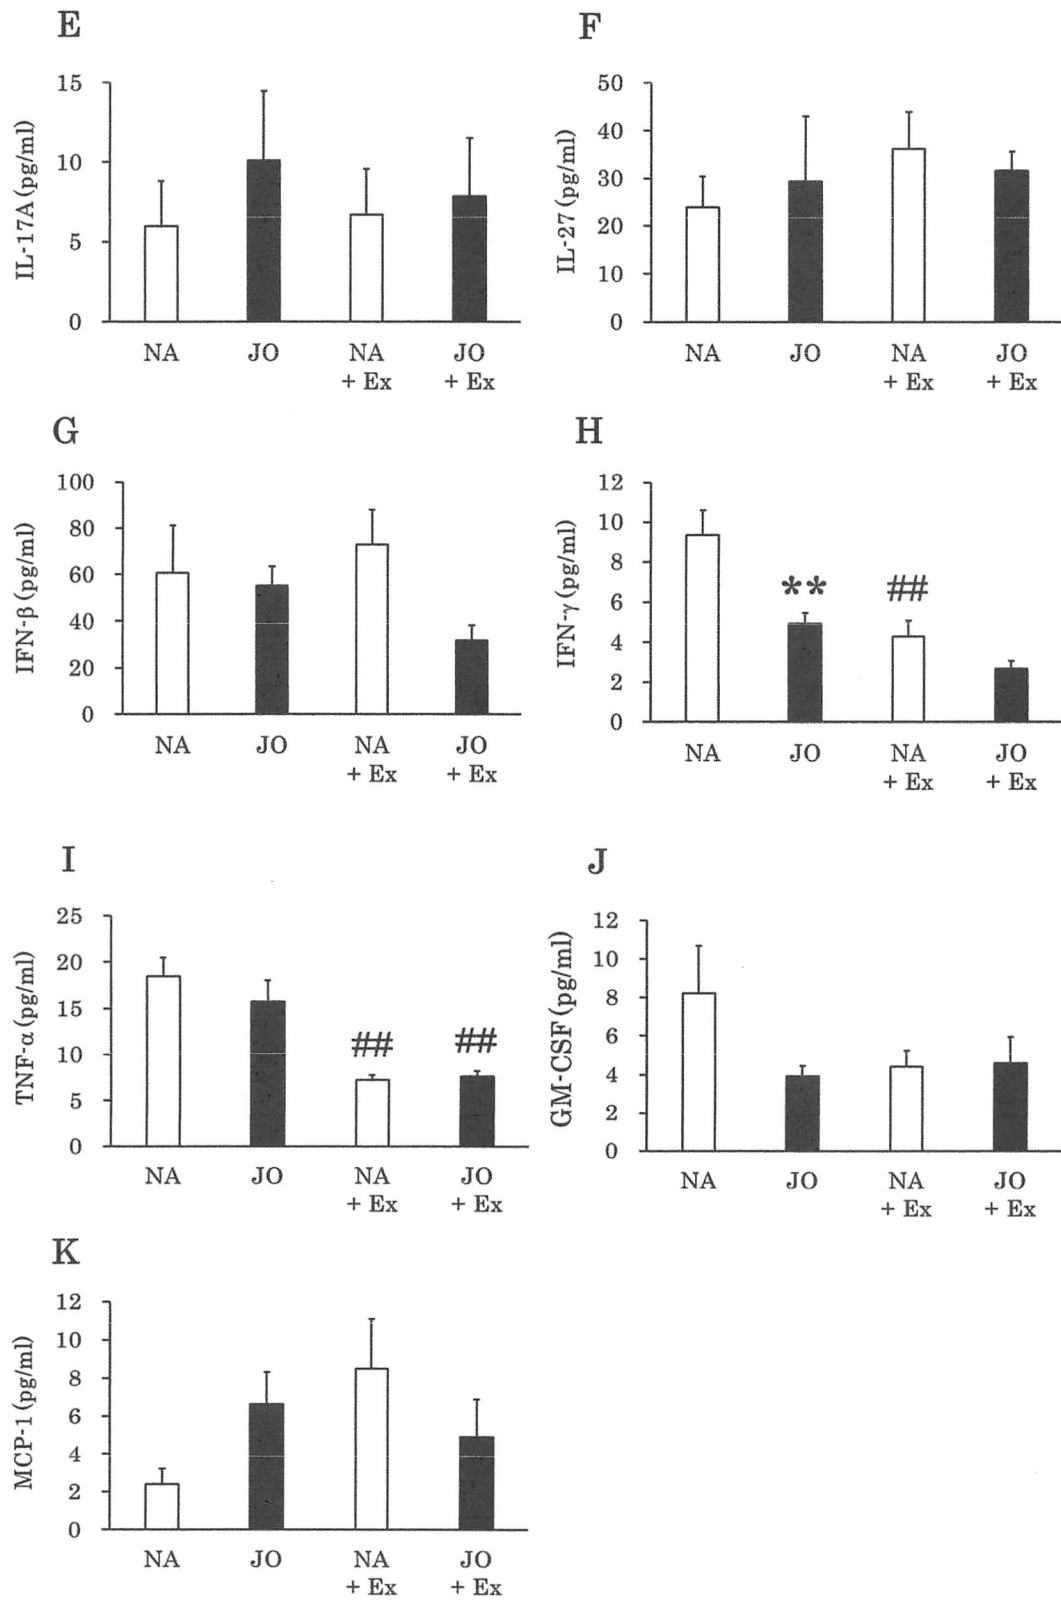 E
IL-17A (pg/ml)
15
10
5
0
NA
JO
NA
+ Ex
JO
+ Ex
F
IL-27 (pg/ml)
50
40
30
20
10
0
NA
JO
NA
+ Ex
JO
+ Ex
G
IFN-β (pg/ml)
100
80
60
40
20
0
NA
JO
NA
+ Ex
JO
+ Ex
H
IFN-γ (pg/ml)
12
10
8
6
4
2
0
**
##
NA
JO
NA
+ Ex
JO
+ Ex
I
TNF-α (pg/ml)
25
20
15
10
5
0
##
##
NA
JO
NA
+ Ex
JO
+ Ex
J
GM-CSF (pg/ml)
12
10
8
6
4
2
0
NA
JO
NA
+ Ex
JO
+ Ex
K
MCP-1 (pg/ml)
12
10
8
6
4
2
0
NA
JO
NA
+ Ex
JO
+ Ex